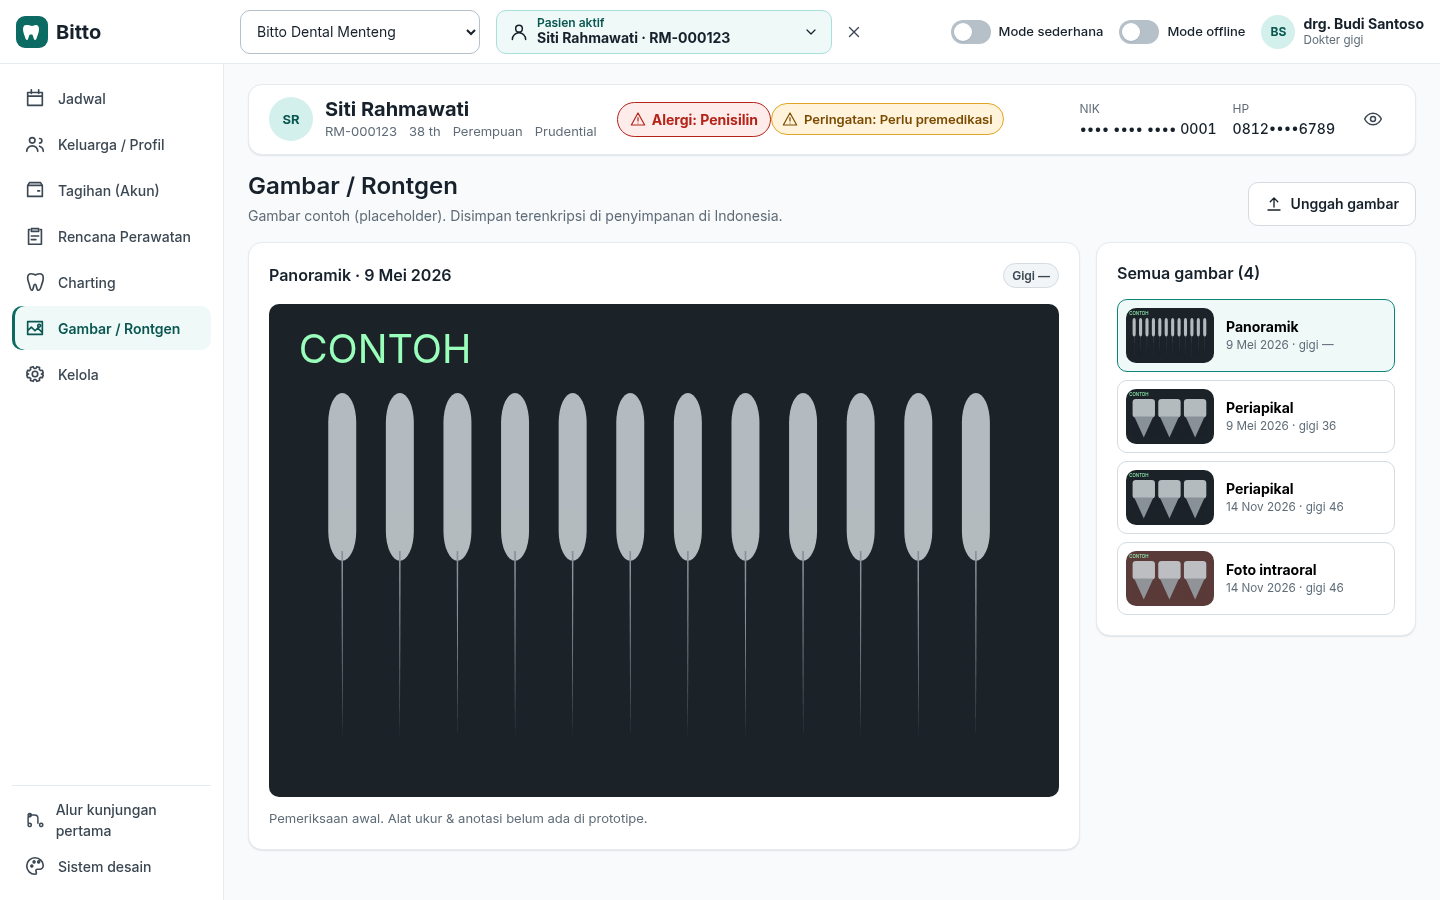 Bitto
Bitto Dental Menteng
Pasien aktif
Siti Rahmawati · RM-000123
Mode sederhana
Mode offline
BS
drg. Budi Santoso
Dokter gigi
Jadwal
Keluarga / Profil
Tagihan (Akun)
Rencana Perawatan
Charting
Gambar / Rontgen
Kelola
Alur kunjungan
pertama
Sistem desain
SR
Siti Rahmawati
RM-000123 38 th Perempuan Prudential
Alergi: Penisilin
Peringatan: Perlu premedikasi
NIK
•••• •••• •••• 0001
HP
0812••••6789
Gambar / Rontgen
Gambar contoh (placeholder). Disimpan terenkripsi di penyimpanan di Indonesia.
Unggah gambar
Panoramik · 9 Mei 2026
Gigi —
CONTOH
Pemeriksaan awal. Alat ukur & anotasi belum ada di prototipe.
Semua gambar (4)
CONTOH
Panoramik
9 Mei 2026 · gigi —
CONTOH
Periapikal
9 Mei 2026 · gigi 36
CONTOH
Periapikal
14 Nov 2026 · gigi 46
CONTOH
Foto intraoral
14 Nov 2026 · gigi 46